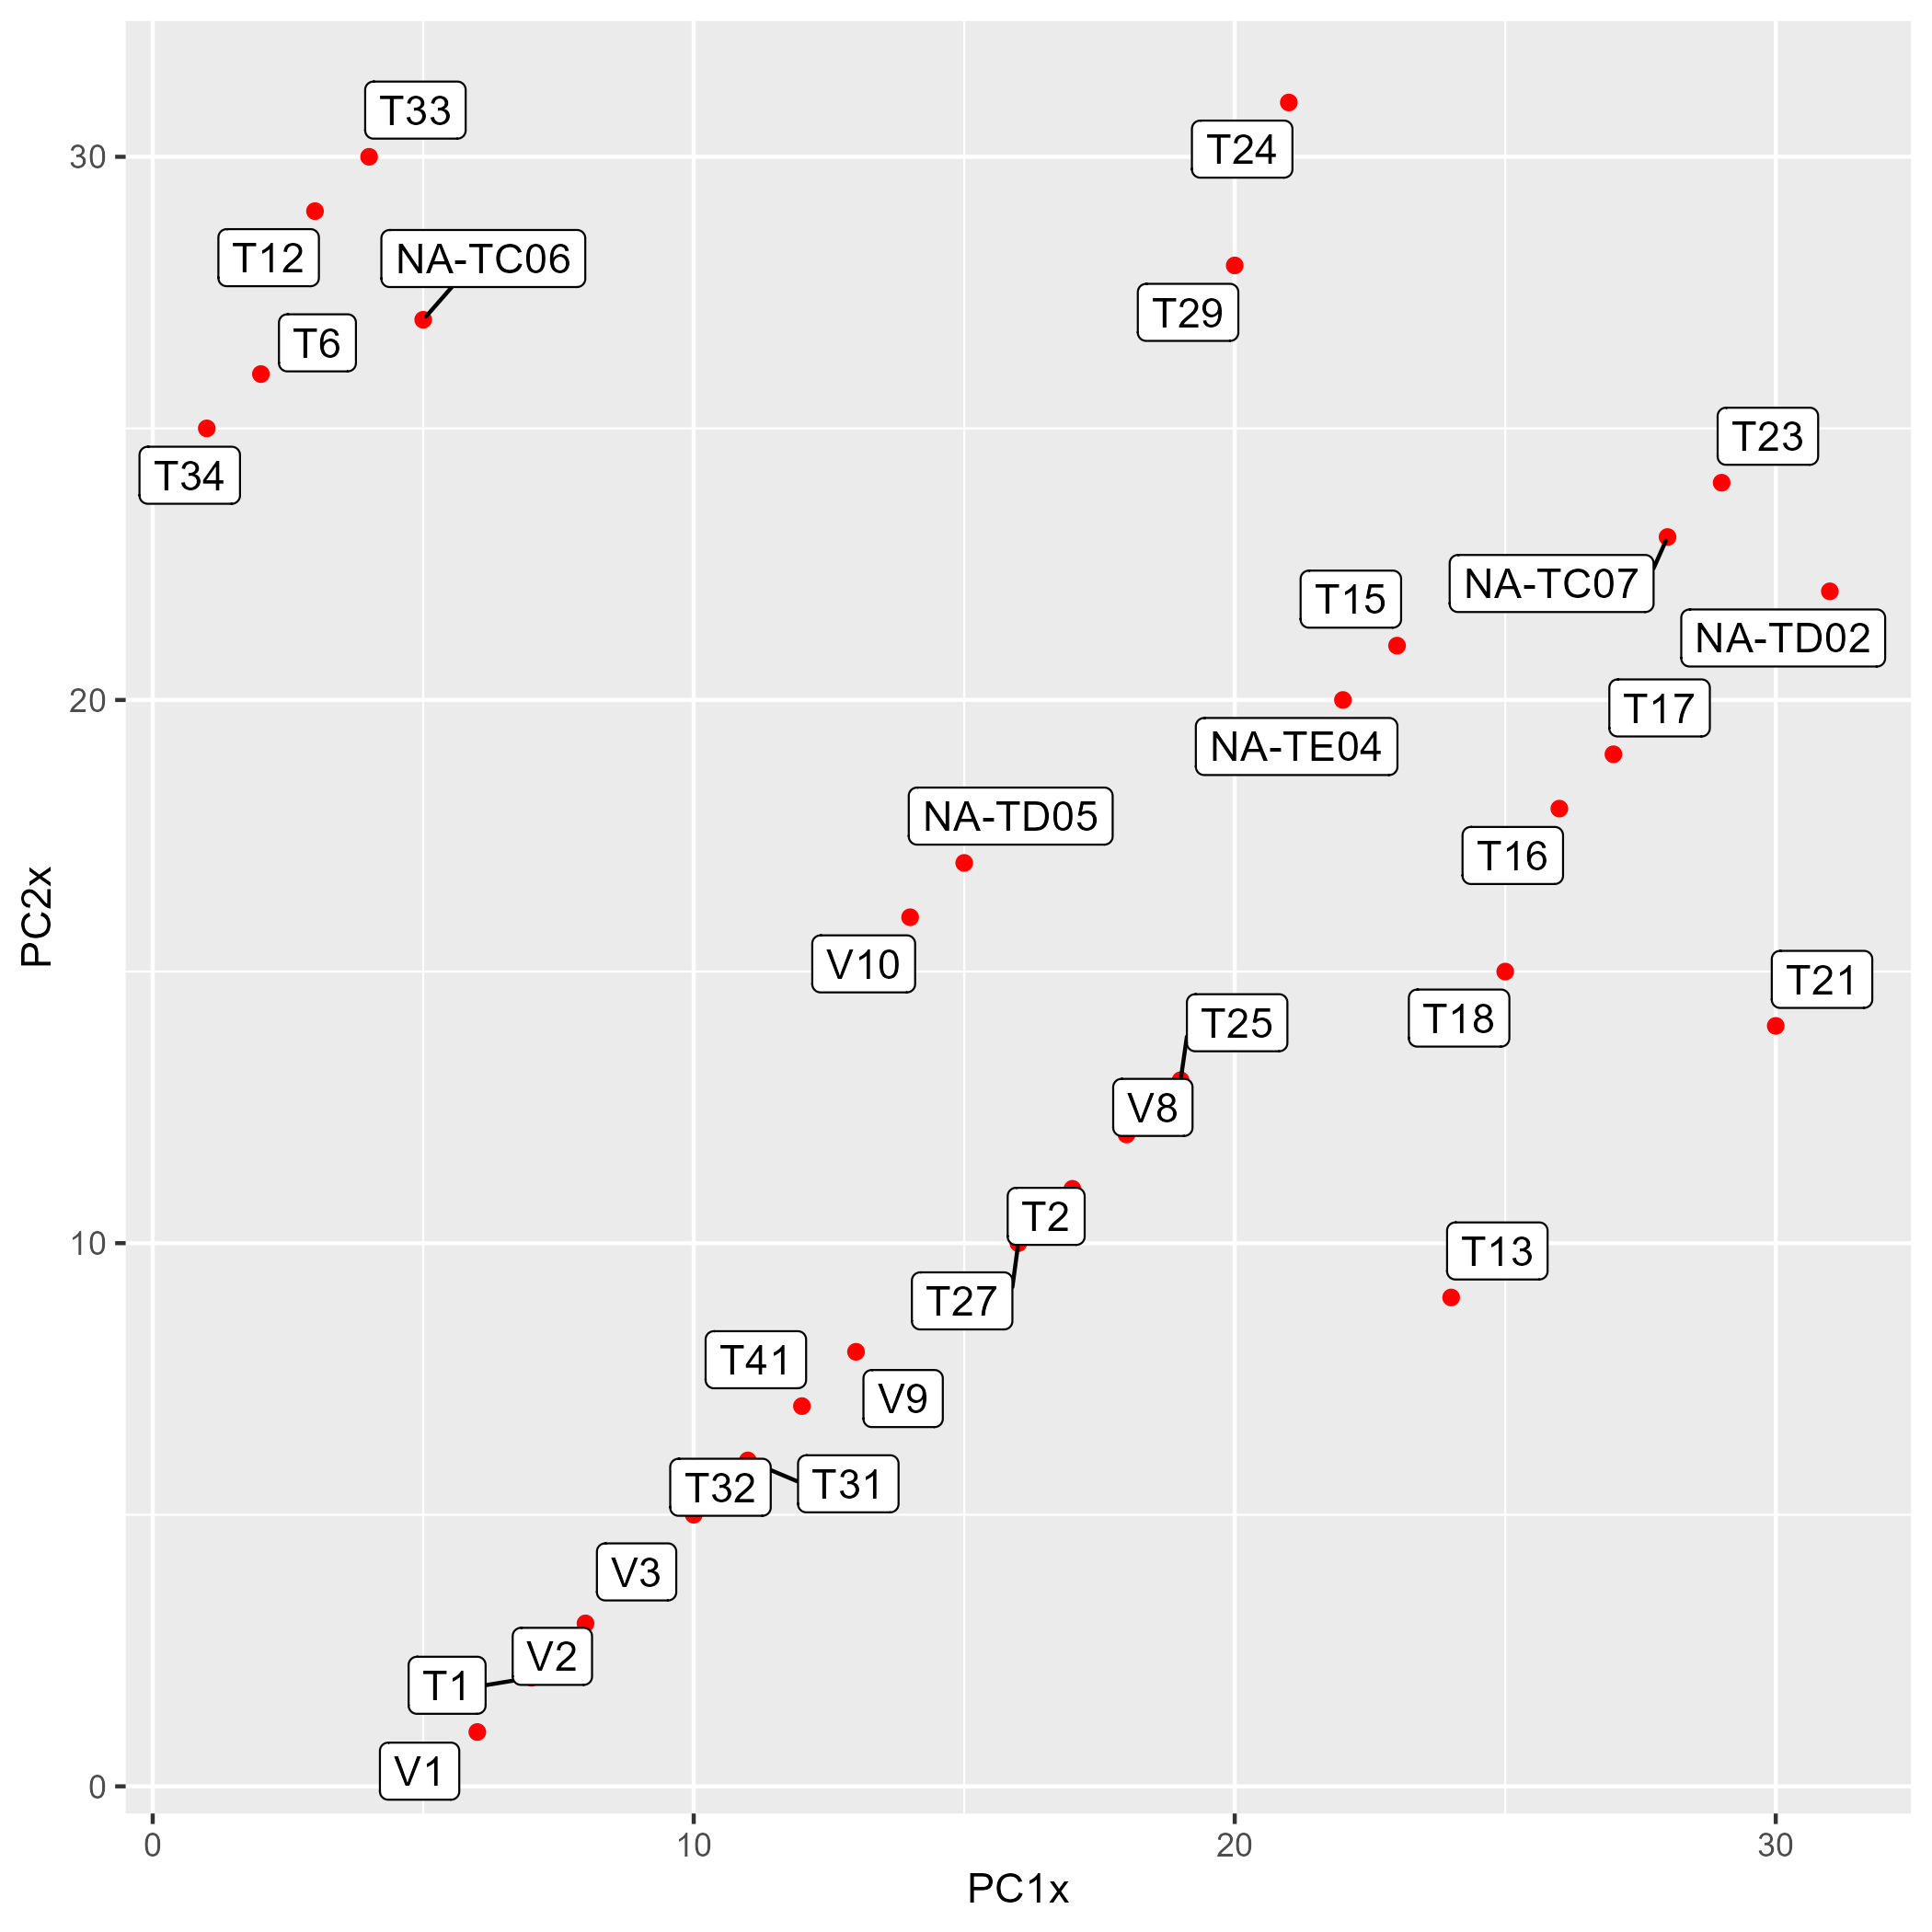 T33
T24
30
T12
NA-TC06
T29
T6
T23
T34
NA-TC07
T15
NA-TD02
20
T17
NA-TE04
NA-TD05
T16
PC2x
V10
T21
T18
T25
V8
T2
10
T13
T27
T41
V9
T32
T31
V3
V2
T1
V1
0
0
10
20
30
PC1x